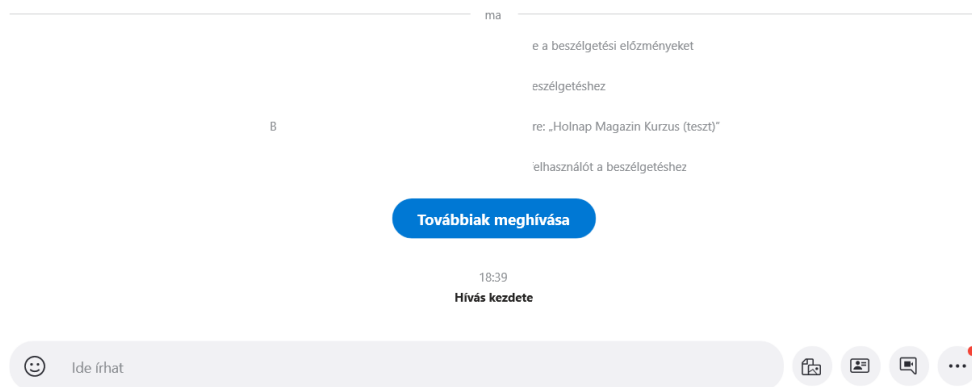 ma
e a beszélgetési előzményeket
eszélgetéshez
B re: „Holnap Magazin Kurzus (teszt)”
elhasználót a beszélgetéshez
Továbbiak meghívása
18:39
Hívás kezdete
Ide írhat